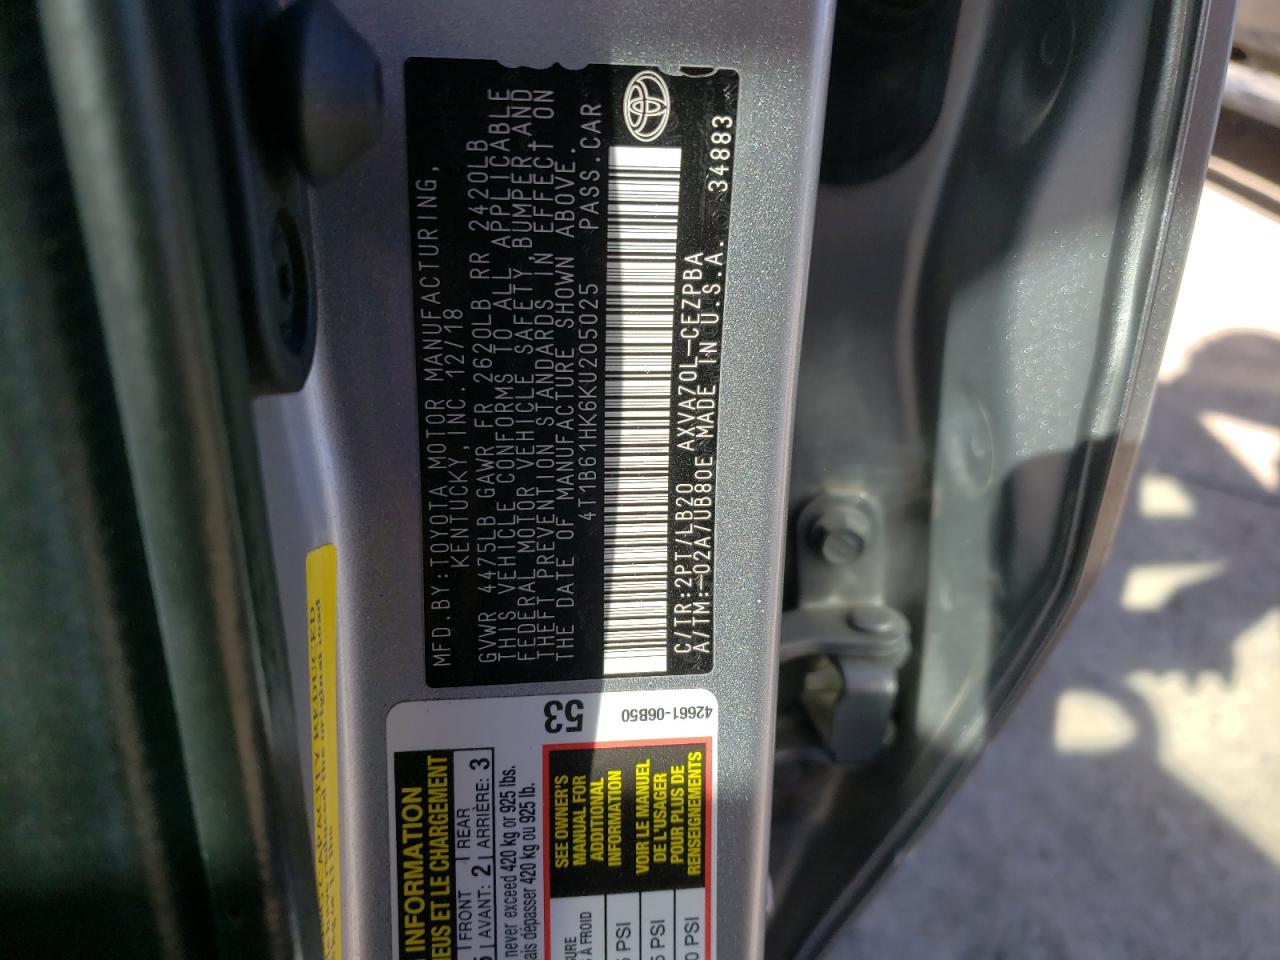 MFD.BY:TOYOTA MOTOR MANUFACTURING,
KENTUCKY, INC. 12/18
GVWR 4475LB GAWR FR 2620LB RR 2420LB
THIS VEHICLE CONFORMS TO ALL APPLICABLE
FEDERAL MOTOR VEHICLE SAFETY, BUMPER AND
THEFT PREVENTION STANDARDS IN EFFECT ON
THE DATE OF MANUFACTURE SHOWN ABOVE.
4T1B61HK6KU205025 PASS.CAR
C/TR:2PT/LB20 AXVA70L-CEZPBA
A/TM:-02A/UB80E MADE IN U.S.A. 34883
53
42661-06B50
INFORMATION
ET LE CHARGEMENT
FRONT REAR
AVANT: 2 ARRIÈRE: 3
never exceed 420 kg or 925 lbs.
dépasser 420 kg ou 925 lb.
SEE OWNER'S
MANUAL FOR
ADDITIONAL
INFORMATION
VOIR LE MANUEL
DE L'USAGER
POUR PLUS DE
RENSEIGNEMENTS
À FROID
PSI
PSI
PSI
CAPACITY REDUCED